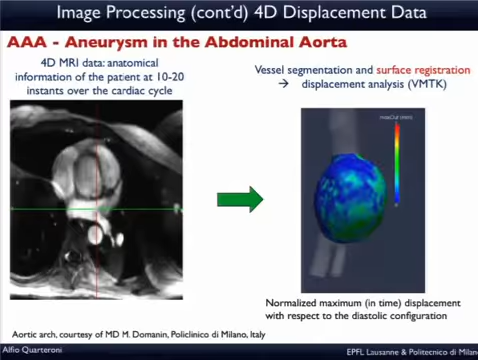 Image Processing (cont'd) 4D Displacement Data
AAA - Aneurysm in the Abdominal Aorta
4D MRI data: anatomical
information of the patient at 10-20
instants over the cardiac cycle
Vessel segmentation and surface registration
→ displacement analysis (VMTK)
Normalized maximum (in time) displacement
with respect to the diastolic configuration
Aortic arch, courtesy of MD M. Domanin, Policlinico di Milano, Italy
Alfio Quarteroni
EPFL Lausanne & Politecnico di Milano